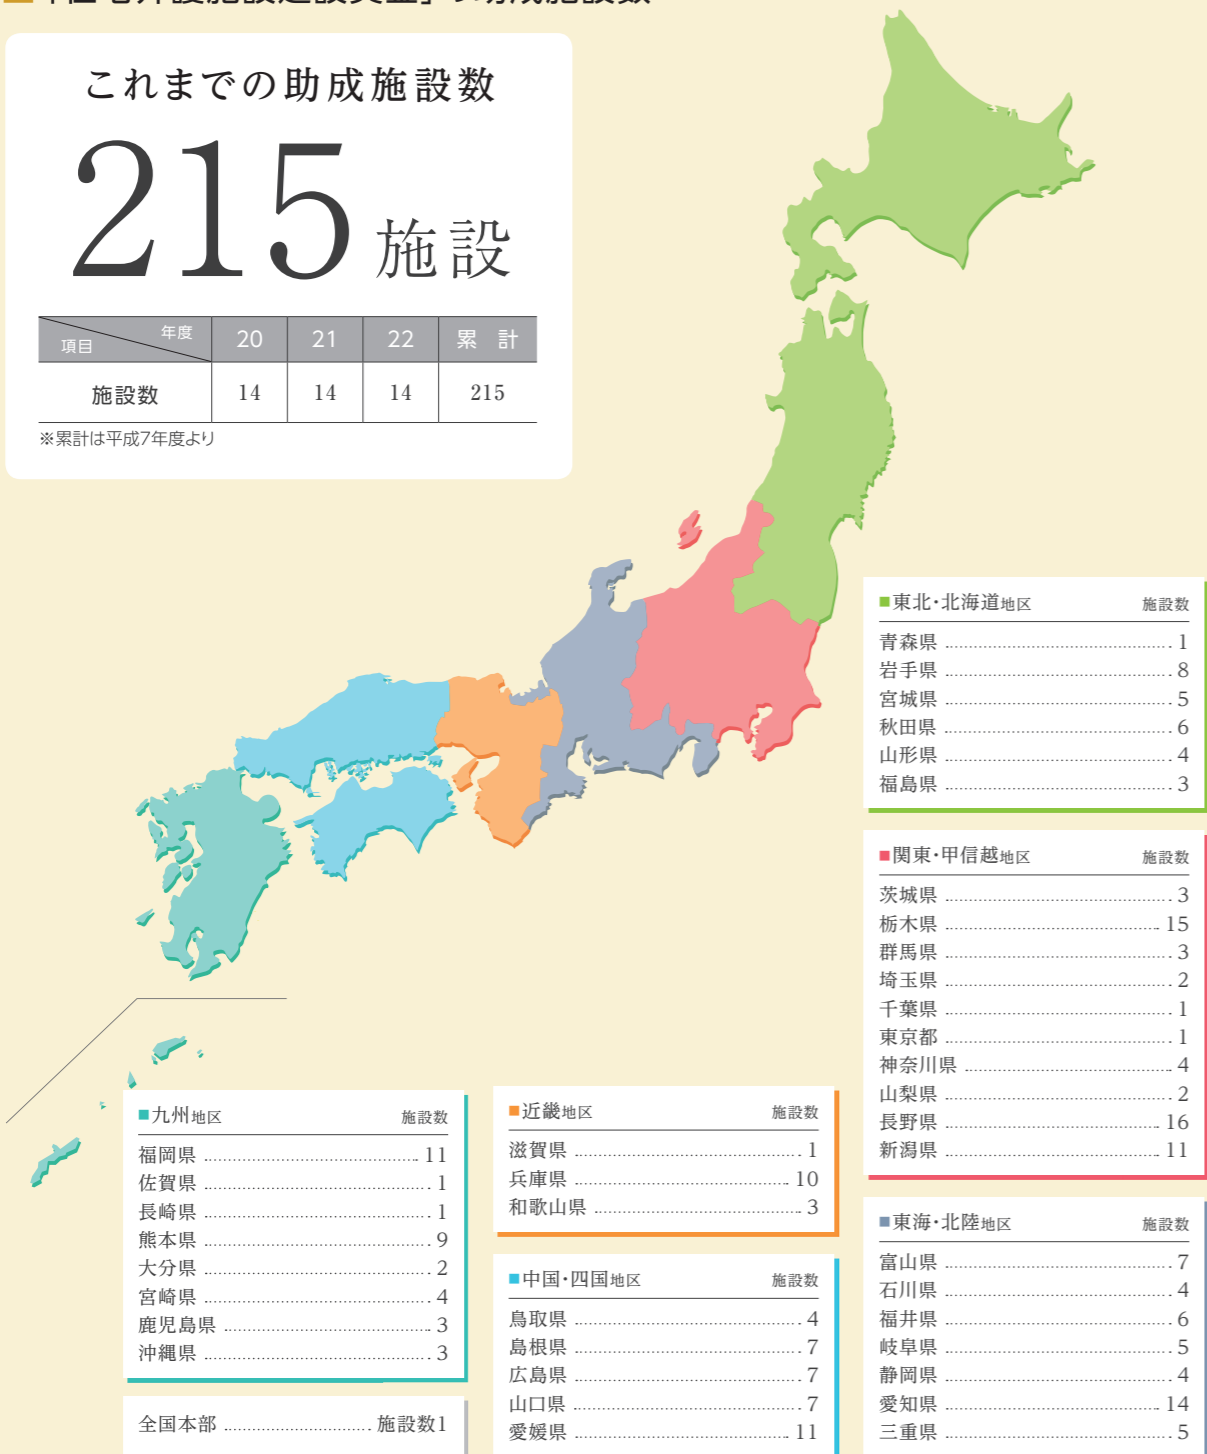 これまでの助成施設数
215施設
項目 年度 20 21 22 累計
施設数 14 14 14 215
※累計は平成7年度より
■東北・北海道地区 施設数
青森県 1
岩手県 8
宮城県 5
秋田県 6
山形県 4
福島県 3
■関東・甲信越地区 施設数
茨城県 3
栃木県 15
群馬県 3
埼玉県 2
千葉県 1
東京都 1
神奈川県 4
山梨県 2
長野県 16
新潟県 11
■九州地区 施設数
福岡県 11
佐賀県 1
長崎県 1
熊本県 9
大分県 2
宮崎県 4
鹿児島県 3
沖縄県 3
全国本部 施設数1
■近畿地区 施設数
滋賀県 1
兵庫県 10
和歌山県 3
■中国・四国地区 施設数
鳥取県 4
島根県 7
広島県 7
山口県 7
愛媛県 11
■東海・北陸地区 施設数
富山県 7
石川県 4
福井県 6
岐阜県 5
静岡県 4
愛知県 14
三重県 5